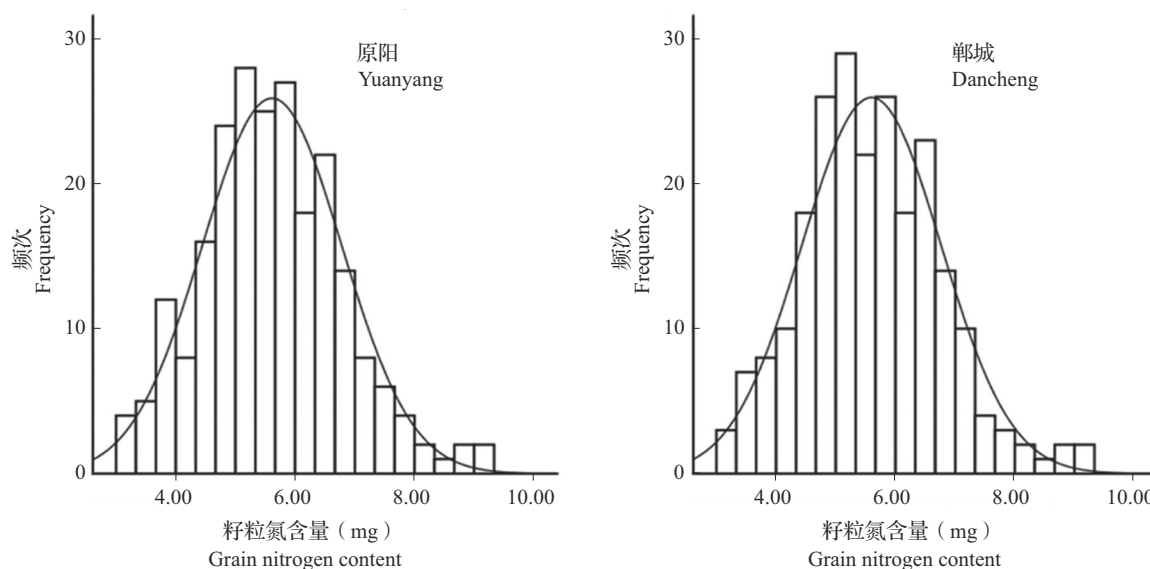 30
20
10
0
频次
Frequency
原阳
Yuanyang
4.00
6.00
8.00
10.00
籽粒氮含量（mg）
Grain nitrogen content
30
20
10
0
频次
Frequency
郸城
Dancheng
4.00
6.00
8.00
10.00
籽粒氮含量（mg）
Grain nitrogen content